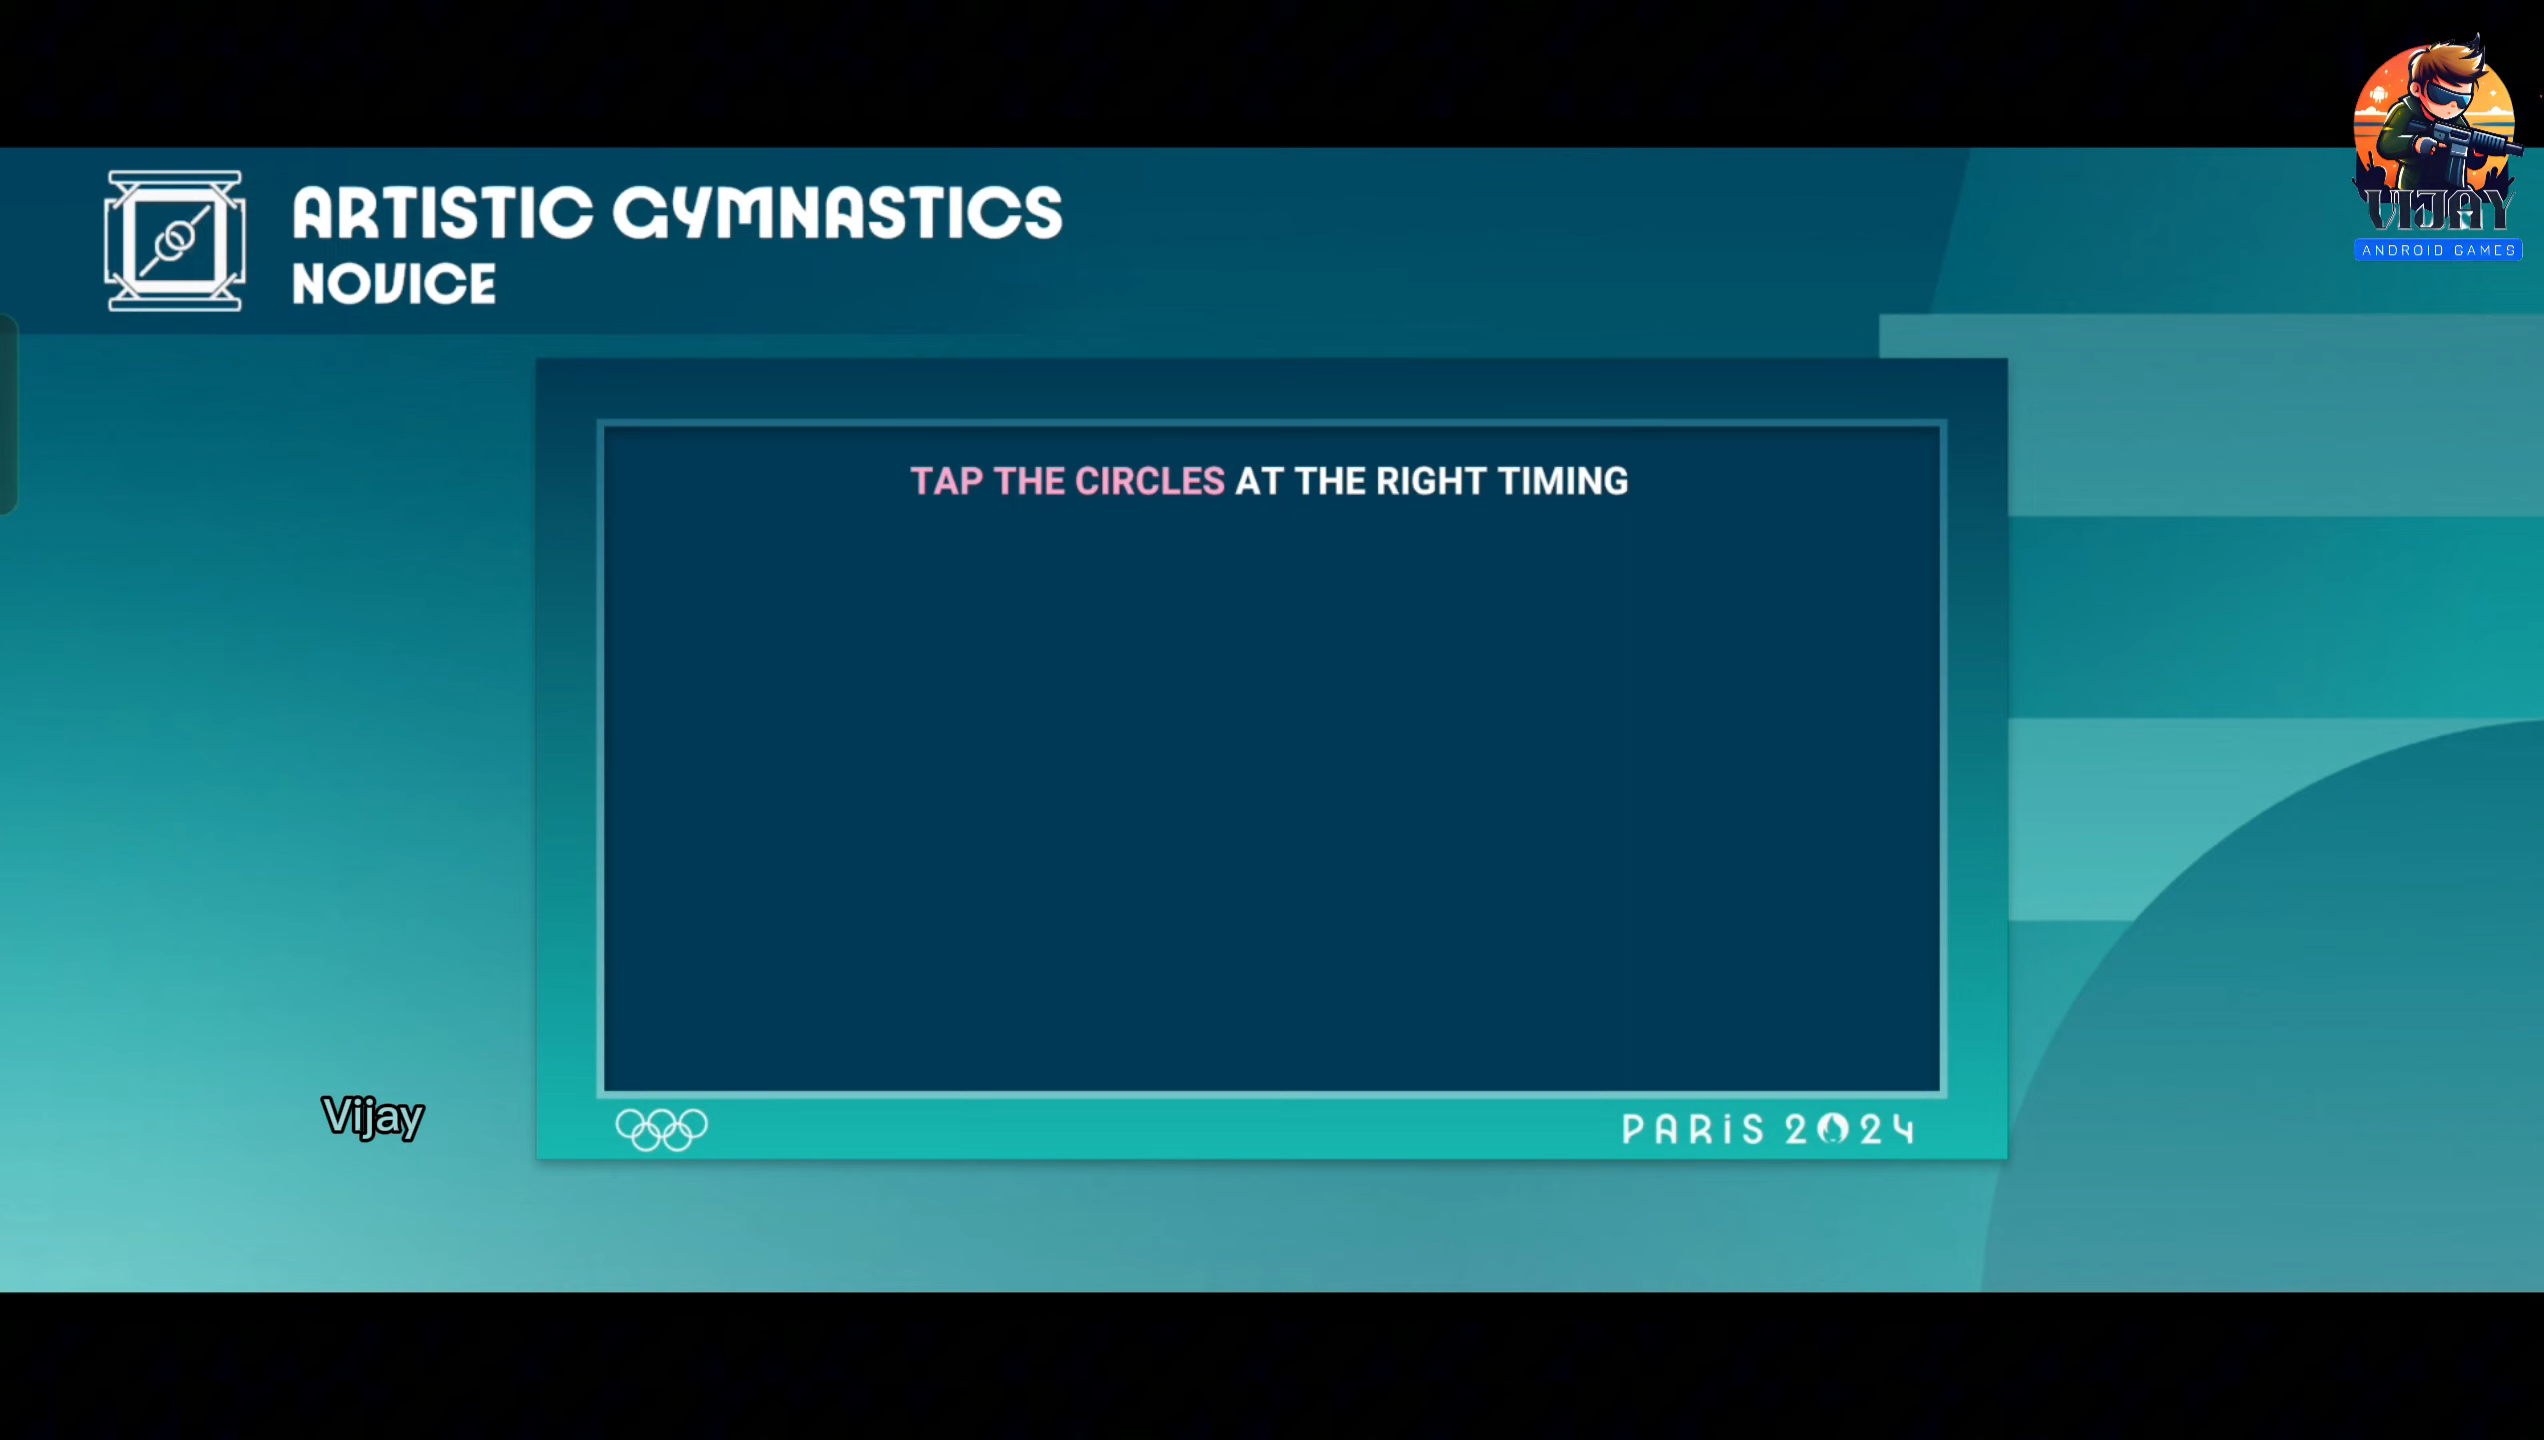 VIJAY
ANDROID GAMES
ARTISTIC GYMNASTICS
NOVICE
TAP THE CIRCLES AT THE RIGHT TIMING
Vijay
PARIS 2024